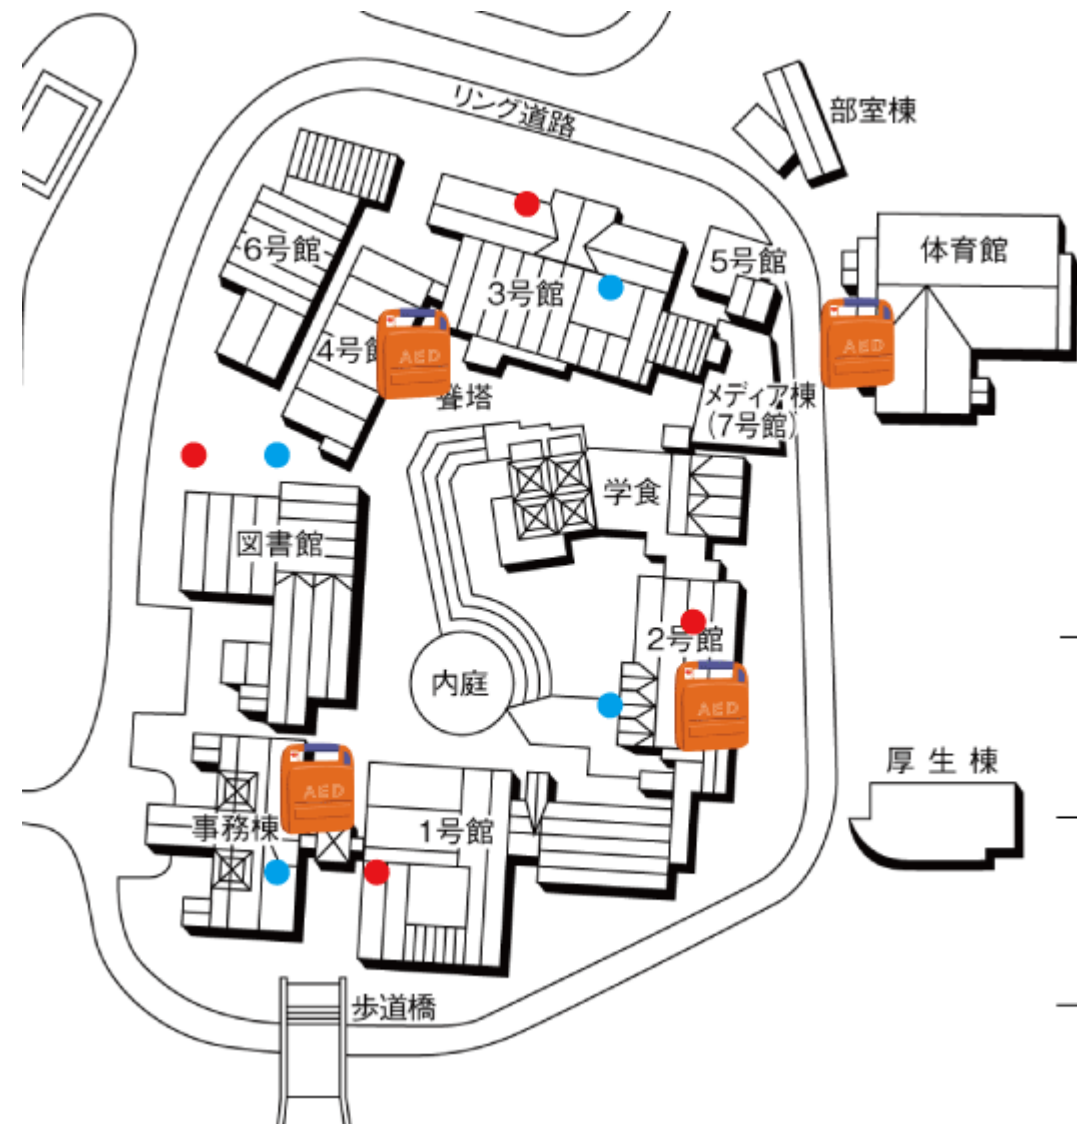 リング道路
部室棟
6号館
3号館
5号館
体育館
4号館
AED
AED
聳塔
メディア棟
(7号館)
学食
図書館
2号館
内庭
AED
厚生棟
AED
事務棟
1号館
歩道橋